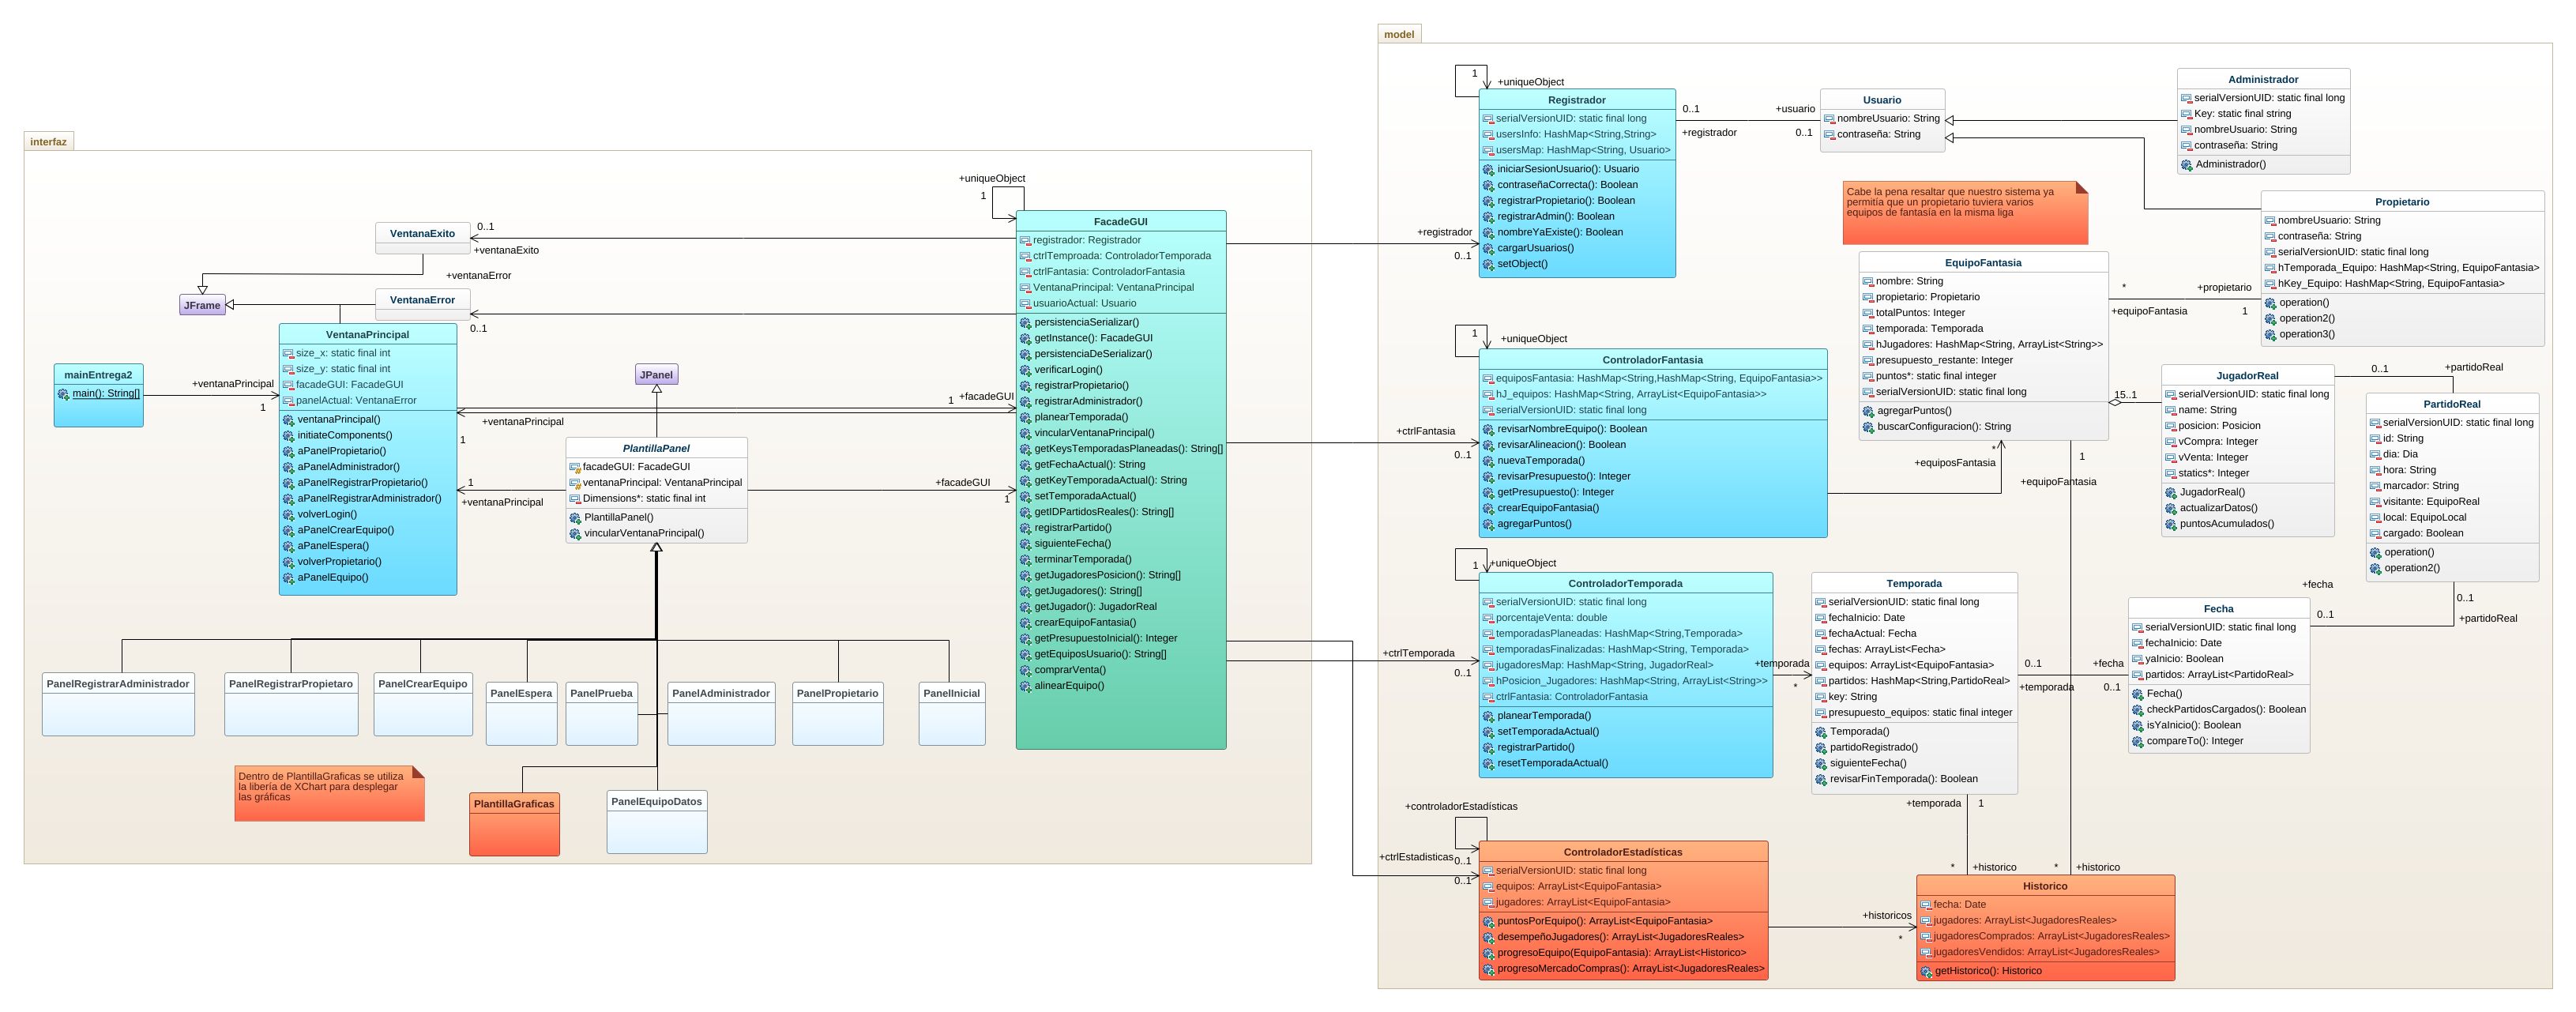 interfaz
+uniqueObject
1
VentanaExito
0..1
+ventanaExito
+ventanaError
JFrame
VentanaError
0..1
mainEntrega2
main(): String[]
+ventanaPrincipal
1
VentanaPrincipal
size_x: static final int
size_y: static final int
facadeGUI: FacadeGUI
panelActual: VentanaError
ventanaPrincipal()
initiateComponents()
aPanelPropietario()
aPanelAdministrador()
aPanelRegistrarPropietario()
aPanelRegistrarAdministrador()
volverLogin()
aPanelCrearEquipo()
aPanelEspera()
volverPropietario()
aPanelEquipo()
JPanel
1
+facadeGUI
+ventanaPrincipal
1
PlantillaPanel
facadeGUI: FacadeGUI
ventanaPrincipal: VentanaPrincipal
Dimensions*: static final int
PlantillaPanel()
vincularVentanaPrincipal()
1
+ventanaPrincipal
+facadeGUI
1
FacadeGUI
registrador: Registrador
ctrlTemproada: ControladorTemporada
ctrlFantasia: ControladorFantasia
VentanaPrincipal: VentanaPrincipal
usuarioActual: Usuario
persistenciaSerializar()
getInstance(): FacadeGUI
persistenciaDeSerializar()
verificarLogin()
registrarPropietario()
registrarAdministrador()
planearTemporada()
vincularVentanaPrincipal()
getKeysTemporadasPlaneadas(): String[]
getFechaActual(): String
getKeyTemporadaActual(): String
setTemporadaActual()
getIDPartidosReales(): String[]
registrarPartido()
siguienteFecha()
terminarTemporada()
getJugadoresPosicion(): String[]
getJugadores(): String[]
getJugador(): JugadorReal
crearEquipoFantasia()
getPresupuestoInicial(): Integer
getEquiposUsuario(): String[]
comprarVenta()
alinearEquipo()
PanelRegistrarAdministrador
PanelRegistrarPropietaro
PanelCrearEquipo
PanelEspera
PanelPrueba
PanelAdministrador
PanelPropietario
PanelInicial
Dentro de PlantillaGraficas se utiliza
la libería de XChart para desplegar
las gráficas
PlantillaGraficas
PanelEquipoDatos
model
1
+uniqueObject
Registrador
serialVersionUID: static final long
usersInfo: HashMap<String,String>
usersMap: HashMap<String, Usuario>
iniciarSesionUsuario(): Usuario
contraseñaCorrecta(): Boolean
registrarPropietario(): Boolean
registrarAdmin(): Boolean
nombreYaExiste(): Boolean
cargarUsuarios()
setObject()
+registrador
0..1
0..1
+usuario
+registrador
0..1
Usuario
nombreUsuario: String
contraseña: String
Administrador
serialVersionUID: static final long
Key: static final string
nombreUsuario: String
contraseña: String
Administrador()
Cabe la pena resaltar que nuestro sistema ya
permitía que un propietario tuviera varios
equipos de fantasía en la misma liga
Propietario
nombreUsuario: String
contraseña: String
serialVersionUID: static final long
hTemporada_Equipo: HashMap<String, EquipoFantasia>
hKey_Equipo: HashMap<String, EquipoFantasia>
operation()
operation2()
operation3()
EquipoFantasia
nombre: String
propietario: Propietario
totalPuntos: Integer
temporada: Temporada
hJugadores: HashMap<String, ArrayList<String>>
presupuesto_restante: Integer
puntos*: static final integer
serialVersionUID: static final long
agregarPuntos()
buscarConfiguracion(): String
*
+propietario
+equipoFantasia
1
1
+uniqueObject
ControladorFantasia
equiposFantasia: HashMap<String,HashMap<String, EquipoFantasia>>
hJ_equipos: HashMap<String, ArrayList<EquipoFantasia>>
serialVersionUID: static final long
revisarNombreEquipo(): Boolean
revisarAlineacion(): Boolean
nuevaTemporada()
revisarPresupuesto(): Integer
getPresupuesto(): Integer
crearEquipoFantasia()
agregarPuntos()
+ctrlFantasia
0..1
*
+equiposFantasia
1
+equipoFantasia
15..1
JugadorReal
serialVersionUID: static final long
name: String
posicion: Posicion
vCompra: Integer
vVenta: Integer
statics*: Integer
JugadorReal()
actualizarDatos()
puntosAcumulados()
0..1
+partidoReal
PartidoReal
serialVersionUID: static final long
id: String
dia: Dia
hora: String
marcador: String
visitante: EquipoReal
local: EquipoLocal
cargado: Boolean
operation()
operation2()
1
+uniqueObject
ControladorTemporada
serialVersionUID: static final long
porcentajeVenta: double
temporadasPlaneadas: HashMap<String,Temporada>
temporadasFinalizadas: HashMap<String, Temporada>
jugadoresMap: HashMap<String, JugadorReal>
hPosicion_Jugadores: HashMap<String, ArrayList<String>>
ctrlFantasia: ControladorFantasia
planearTemporada()
setTemporadaActual()
registrarPartido()
resetTemporadaActual()
+ctrlTemporada
0..1
+temporada
*
Temporada
serialVersionUID: static final long
fechaInicio: Date
fechaActual: Fecha
fechas: ArrayList<Fecha>
equipos: ArrayList<EquipoFantasia>
partidos: HashMap<String,PartidoReal>
key: String
presupuesto_equipos: static final integer
Temporada()
partidoRegistrado()
siguienteFecha()
revisarFinTemporada(): Boolean
0..1
+fecha
+temporada
0..1
Fecha
serialVersionUID: static final long
fechaInicio: Date
yaInicio: Boolean
partidos: ArrayList<PartidoReal>
Fecha()
checkPartidosCargados(): Boolean
isYaInicio(): Boolean
compareTo(): Integer
+fecha
0..1
0..1
+partidoReal
+temporada
1
*
+historico
*
+historico
+controladorEstadísticas
0..1
+ctrlEstadisticas
0..1
ControladorEstadísticas
serialVersionUID: static final long
equipos: ArrayList<EquipoFantasia>
jugadores: ArrayList<EquipoFantasia>
puntosPorEquipo(): ArrayList<EquipoFantasia>
desempeñoJugadores(): ArrayList<JugadoresReales>
progresoEquipo(EquipoFantasia): ArrayList<Historico>
progresoMercadoCompras(): ArrayList<JugadoresReales>
+historicos
*
Historico
fecha: Date
jugadores: ArrayList<JugadoresReales>
jugadoresComprados: ArrayList<JugadoresReales>
jugadoresVendidos: ArrayList<JugadoresReales>
getHistorico(): Historico